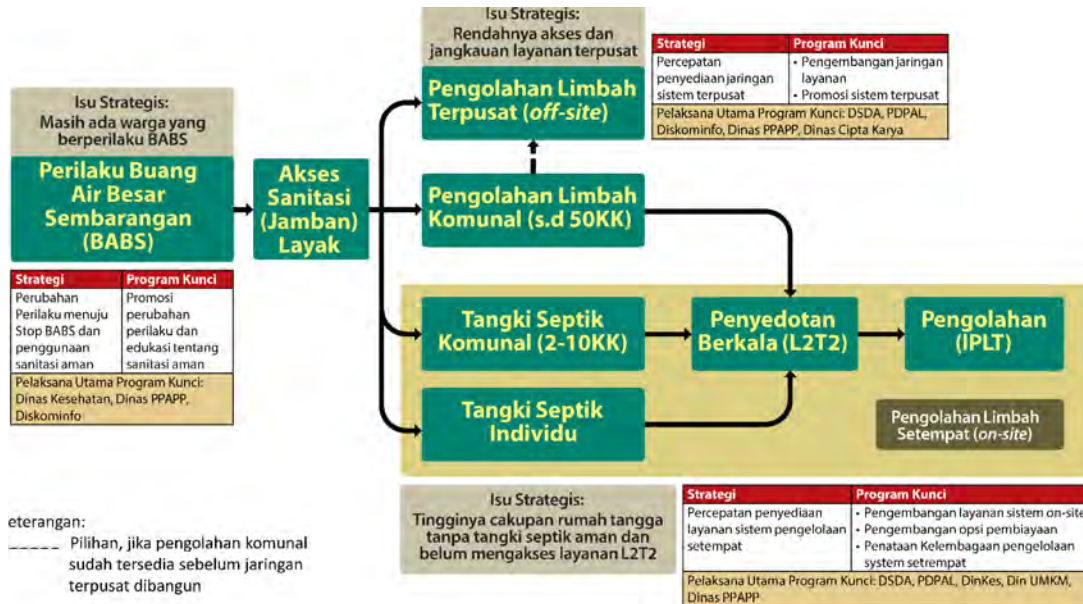 Isu Strategis:
Rendahnya akses dan
jangkauan layanan terpusat
Pengolahan Limbah
Terpusat (off-site)
Strategi Program Kunci
Percepatan
penyediaan jaringan
sistem terpusat
• Pengembangan jaringan
layanan
• Promosi sistem terpusat
Pelaksana Utama Program Kunci: DSDA, PDPAL,
Diskominfo, Dinas PPAPP, Dinas Cipta Karya
Isu Strategis:
Masih ada warga yang
berperilaku BABS
Perilaku Buang
Air Besar
Sembarangan
(BABS)
Akses
Sanitasi
(Jamban)
Layak
Pengolahan Limbah
Komunal (s.d 50KK)
Strategi Program Kunci
Perubahan
Perilaku menuju
Stop BABS dan
penggunaan
sanitasi aman
Promosi
perubahan
perilaku dan
edukasi tentang
sanitasi aman
Pelaksana Utama Program Kunci:
Dinas Kesehatan, Dinas PPAPP,
Diskominfo
Tangki Septik
Komunal (2-10KK)
Penyedotan
Berkala (L2T2)
Pengolahan
(IPLT)
Tangki Septik
Individu
Pengolahan Limbah
Setempat (on-site)
Isu Strategis:
Tingginya cakupan rumah tangga
tanpa tangki septik aman dan
belum mengakses layanan L2T2
Strategi Program Kunci
Percepatan penyediaan
layanan sistem pengelolaan
setempat
• Pengembangan layanan sistem on-site
• Pengembangan opsi pembiayaan
• Penataan Kelembagaan pengelolaan
system setrempat
Pelaksana Utama Program Kunci: DSDA, PDPAL, DinKes, Din UMKM,
Dinas PPAPP
eterangan:
Pilihan, jika pengolahan komunal
sudah tersedia sebelum jaringan
terpusat dibangun